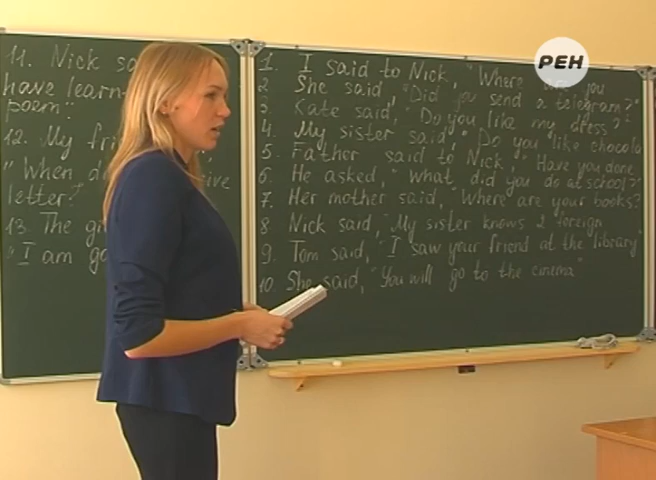 11. Nick sa
have learn
poem".
12. My fri
"When d ive
letter?"
13. The g
"I am go
1. I said to Nick, "Where are you
2 She said, "Did you send a telegram?"
3. Kate said, "Do you like my dress?"
4. My sister said, "Do you like chocola
5. Father said to Nick, "Have you done
6. He asked, "What did you do at school?"
7. Her mother said, "Where are your books?
8. Nick said, "My sister knows 2 foreign
9. Tom said, "I saw your friend at the library
10. She said, "You will go to the cinema"
РЕН